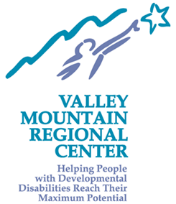 VALLEY
MOUNTAIN
REGIONAL
CENTER
Helping People
with Developmental
Disabilities Reach Their
Maximum Potential